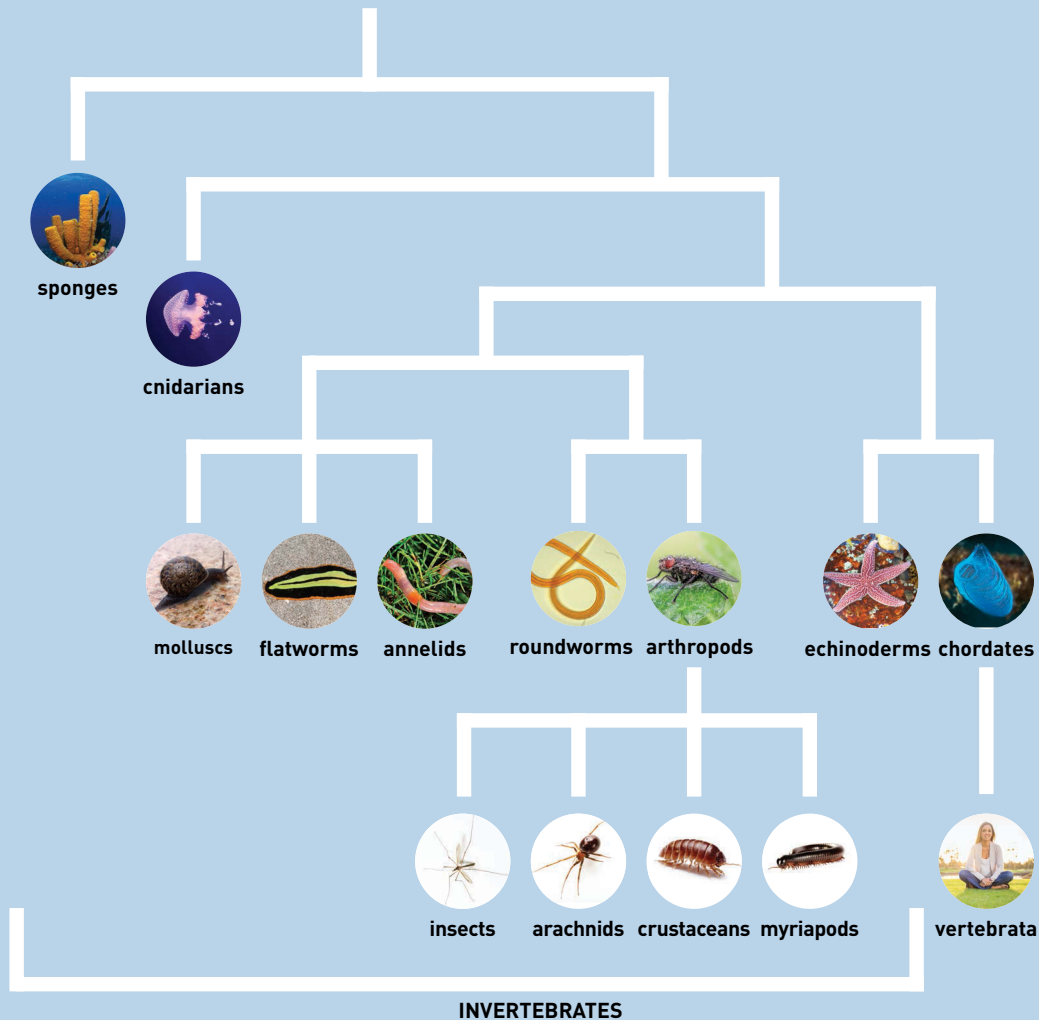 sponges
cnidarians
molluscs flatworms annelids roundworms arthropods echinoderms chordates
insects arachnids crustaceans myriapods vertebrata
INVERTEBRATES